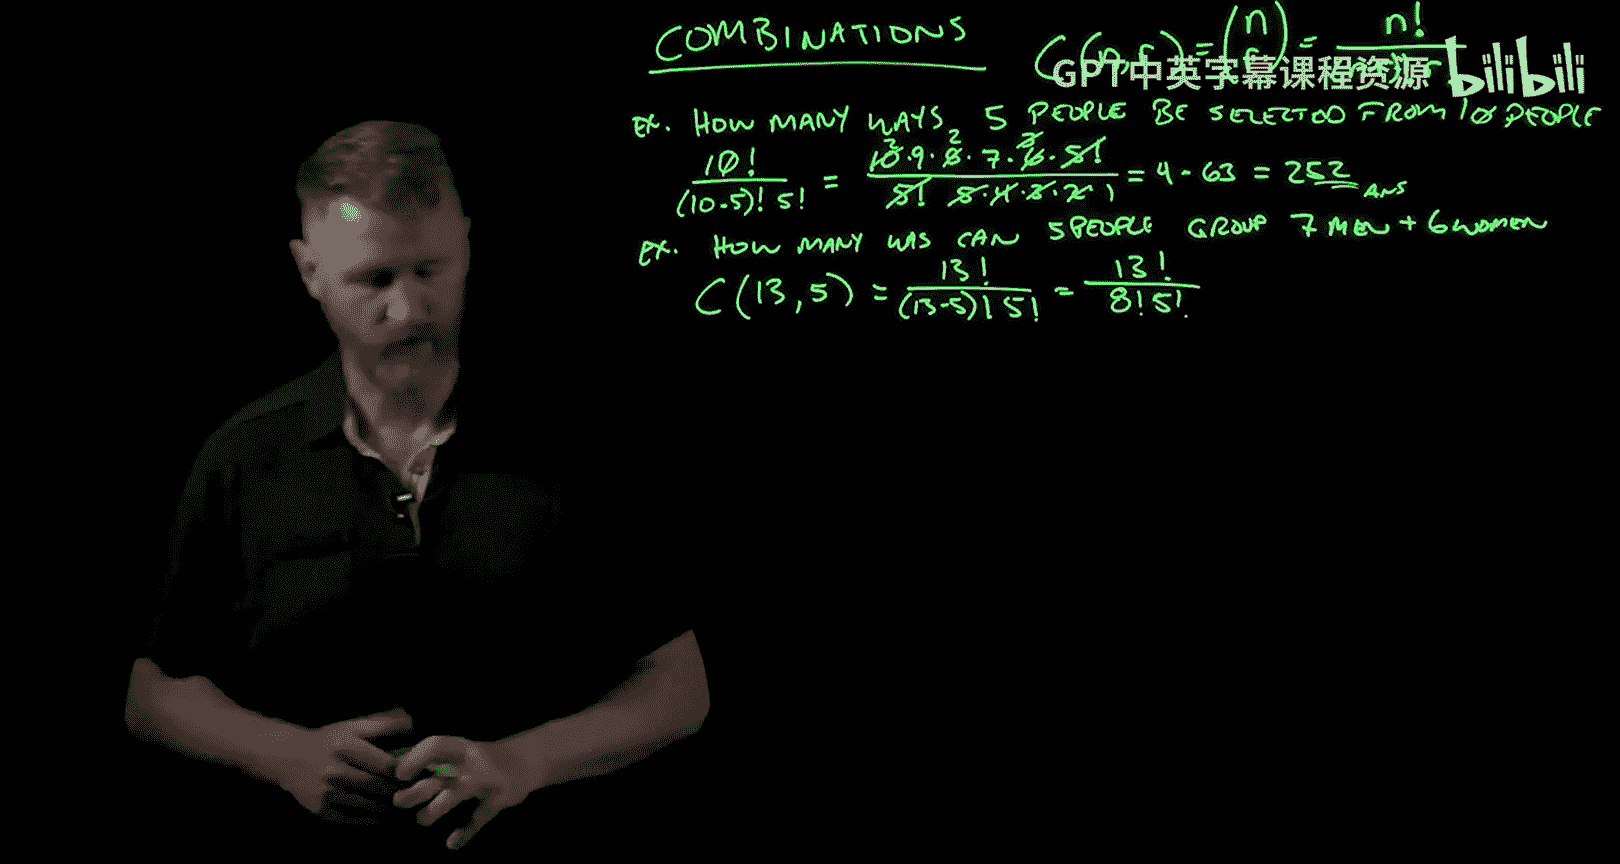 COMBINATIONS C(n,r) = (n r) = n!
GPT中英字幕课程资源 bilibili
EX. HOW MANY WAYS 5 PEOPLE BE SELECTED FROM 10 PEOPLE
10! / (10-5)! 5! = 10·9·8·7·6·5! / 5! 5·4·3·2·1 = 4·63 = 252 ANS
EX. HOW MANY WAS CAN 5 PEOPLE GROUP 7 MEN + 6 WOMEN
C(13,5) = 13! / (13-5)! 5! = 13! / 8! 5!